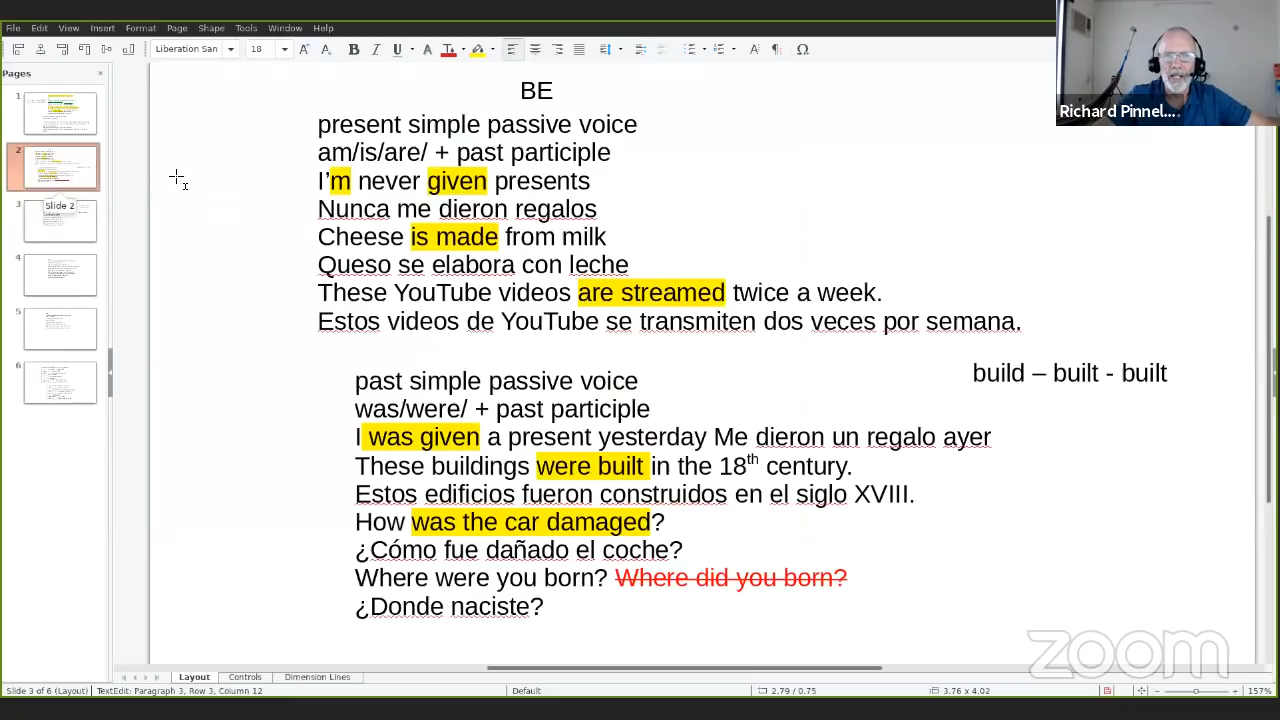 File Edit View Insert Format Page Shape Tools Window Help
Liberation San 18
Pages
1
2
Slide 2
3
4
5
6
BE
present simple passive voice
am/is/are/ + past participle
I’m never given presents
Nunca me dieron regalos
Cheese is made from milk
Queso se elabora con leche
These YouTube videos are streamed twice a week.
Estos videos de YouTube se transmiten dos veces por semana.
build – built - built
past simple passive voice
was/were/ + past participle
I was given a present yesterday Me dieron un regalo ayer
These buildings were built in the 18th century.
Estos edificios fueron construidos en el siglo XVIII.
How was the car damaged?
¿Cómo fue dañado el coche?
Where were you born? Where did you born?
¿Donde naciste?
Richard Pinnel...
zoom
Layout Controls Dimension Lines
Slide 3 of 6 (Layout) TextEdit: Paragraph 3, Row 3, Column 12 Default 2.79 / 0.75 3.76 x 4.02 157%